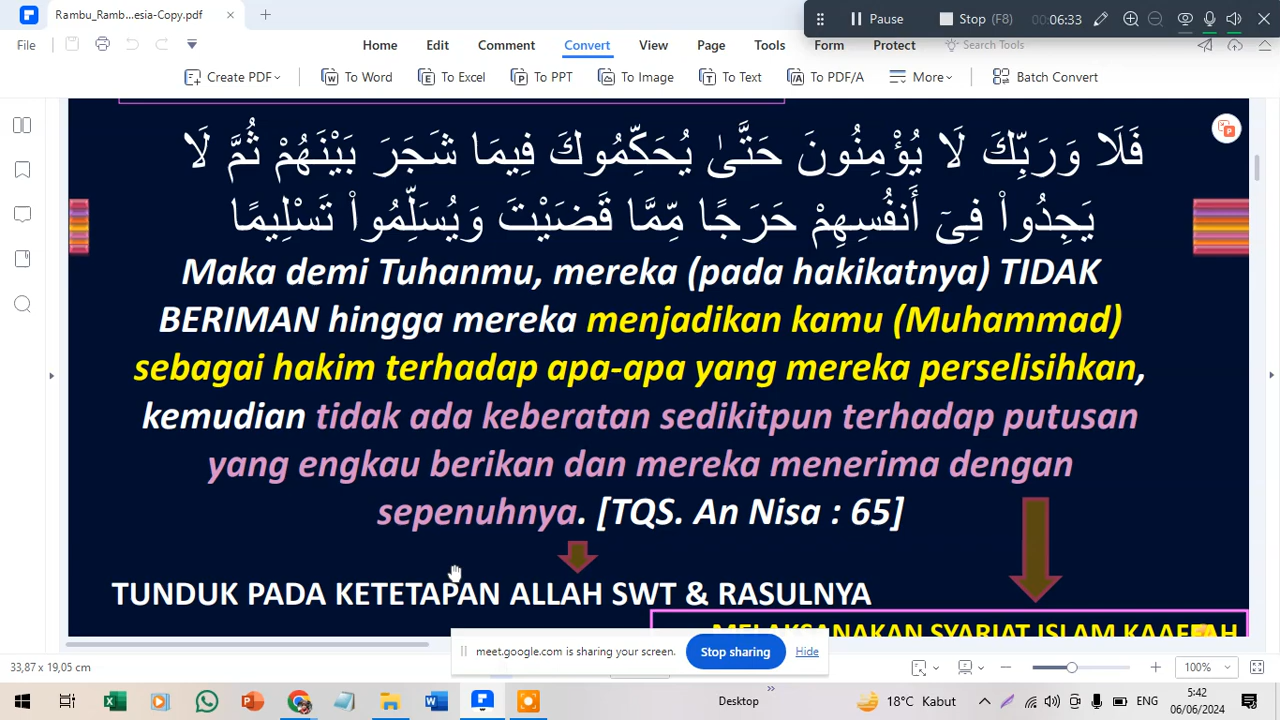 Rambu_Ramb...esia-Copy.pdf
Pause
Stop (F8)
00:06:33
File
Home
Edit
Comment
Convert
View
Page
Tools
Form
Protect
Search Tools
Create PDF
To Word
To Excel
To PPT
To Image
To Text
To PDF/A
More
Batch Convert
فَلَا وَرَبِّكَ لَا يُؤْمِنُونَ حَتَّىٰ يُحَكِّمُوكَ فِيمَا شَجَرَ بَيْنَهُمْ ثُمَّ لَا
يَجِدُوا۟ فِىٓ أَنفُسِهِمْ حَرَجًا مِّمَّا قَضَيْتَ وَيُسَلِّمُوا۟ تَسْلِيمًا
Maka demi Tuhanmu, mereka (pada hakikatnya) TIDAK
BERIMAN hingga mereka menjadikan kamu (Muhammad)
sebagai hakim terhadap apa-apa yang mereka perselisihkan,
kemudian tidak ada keberatan sedikitpun terhadap putusan
yang engkau berikan dan mereka menerima dengan
sepenuhnya. [TQS. An Nisa : 65]
TUNDUK PADA KETETAPAN ALLAH SWT & RASULNYA
MELAKSANAKAN SYARIAT ISLAM KAAFFAH
meet.google.com is sharing your screen.
Stop sharing
Hide
33,87 x 19,05 cm
100%
Desktop
18°C Kabut
ENG
5:42
06/06/2024